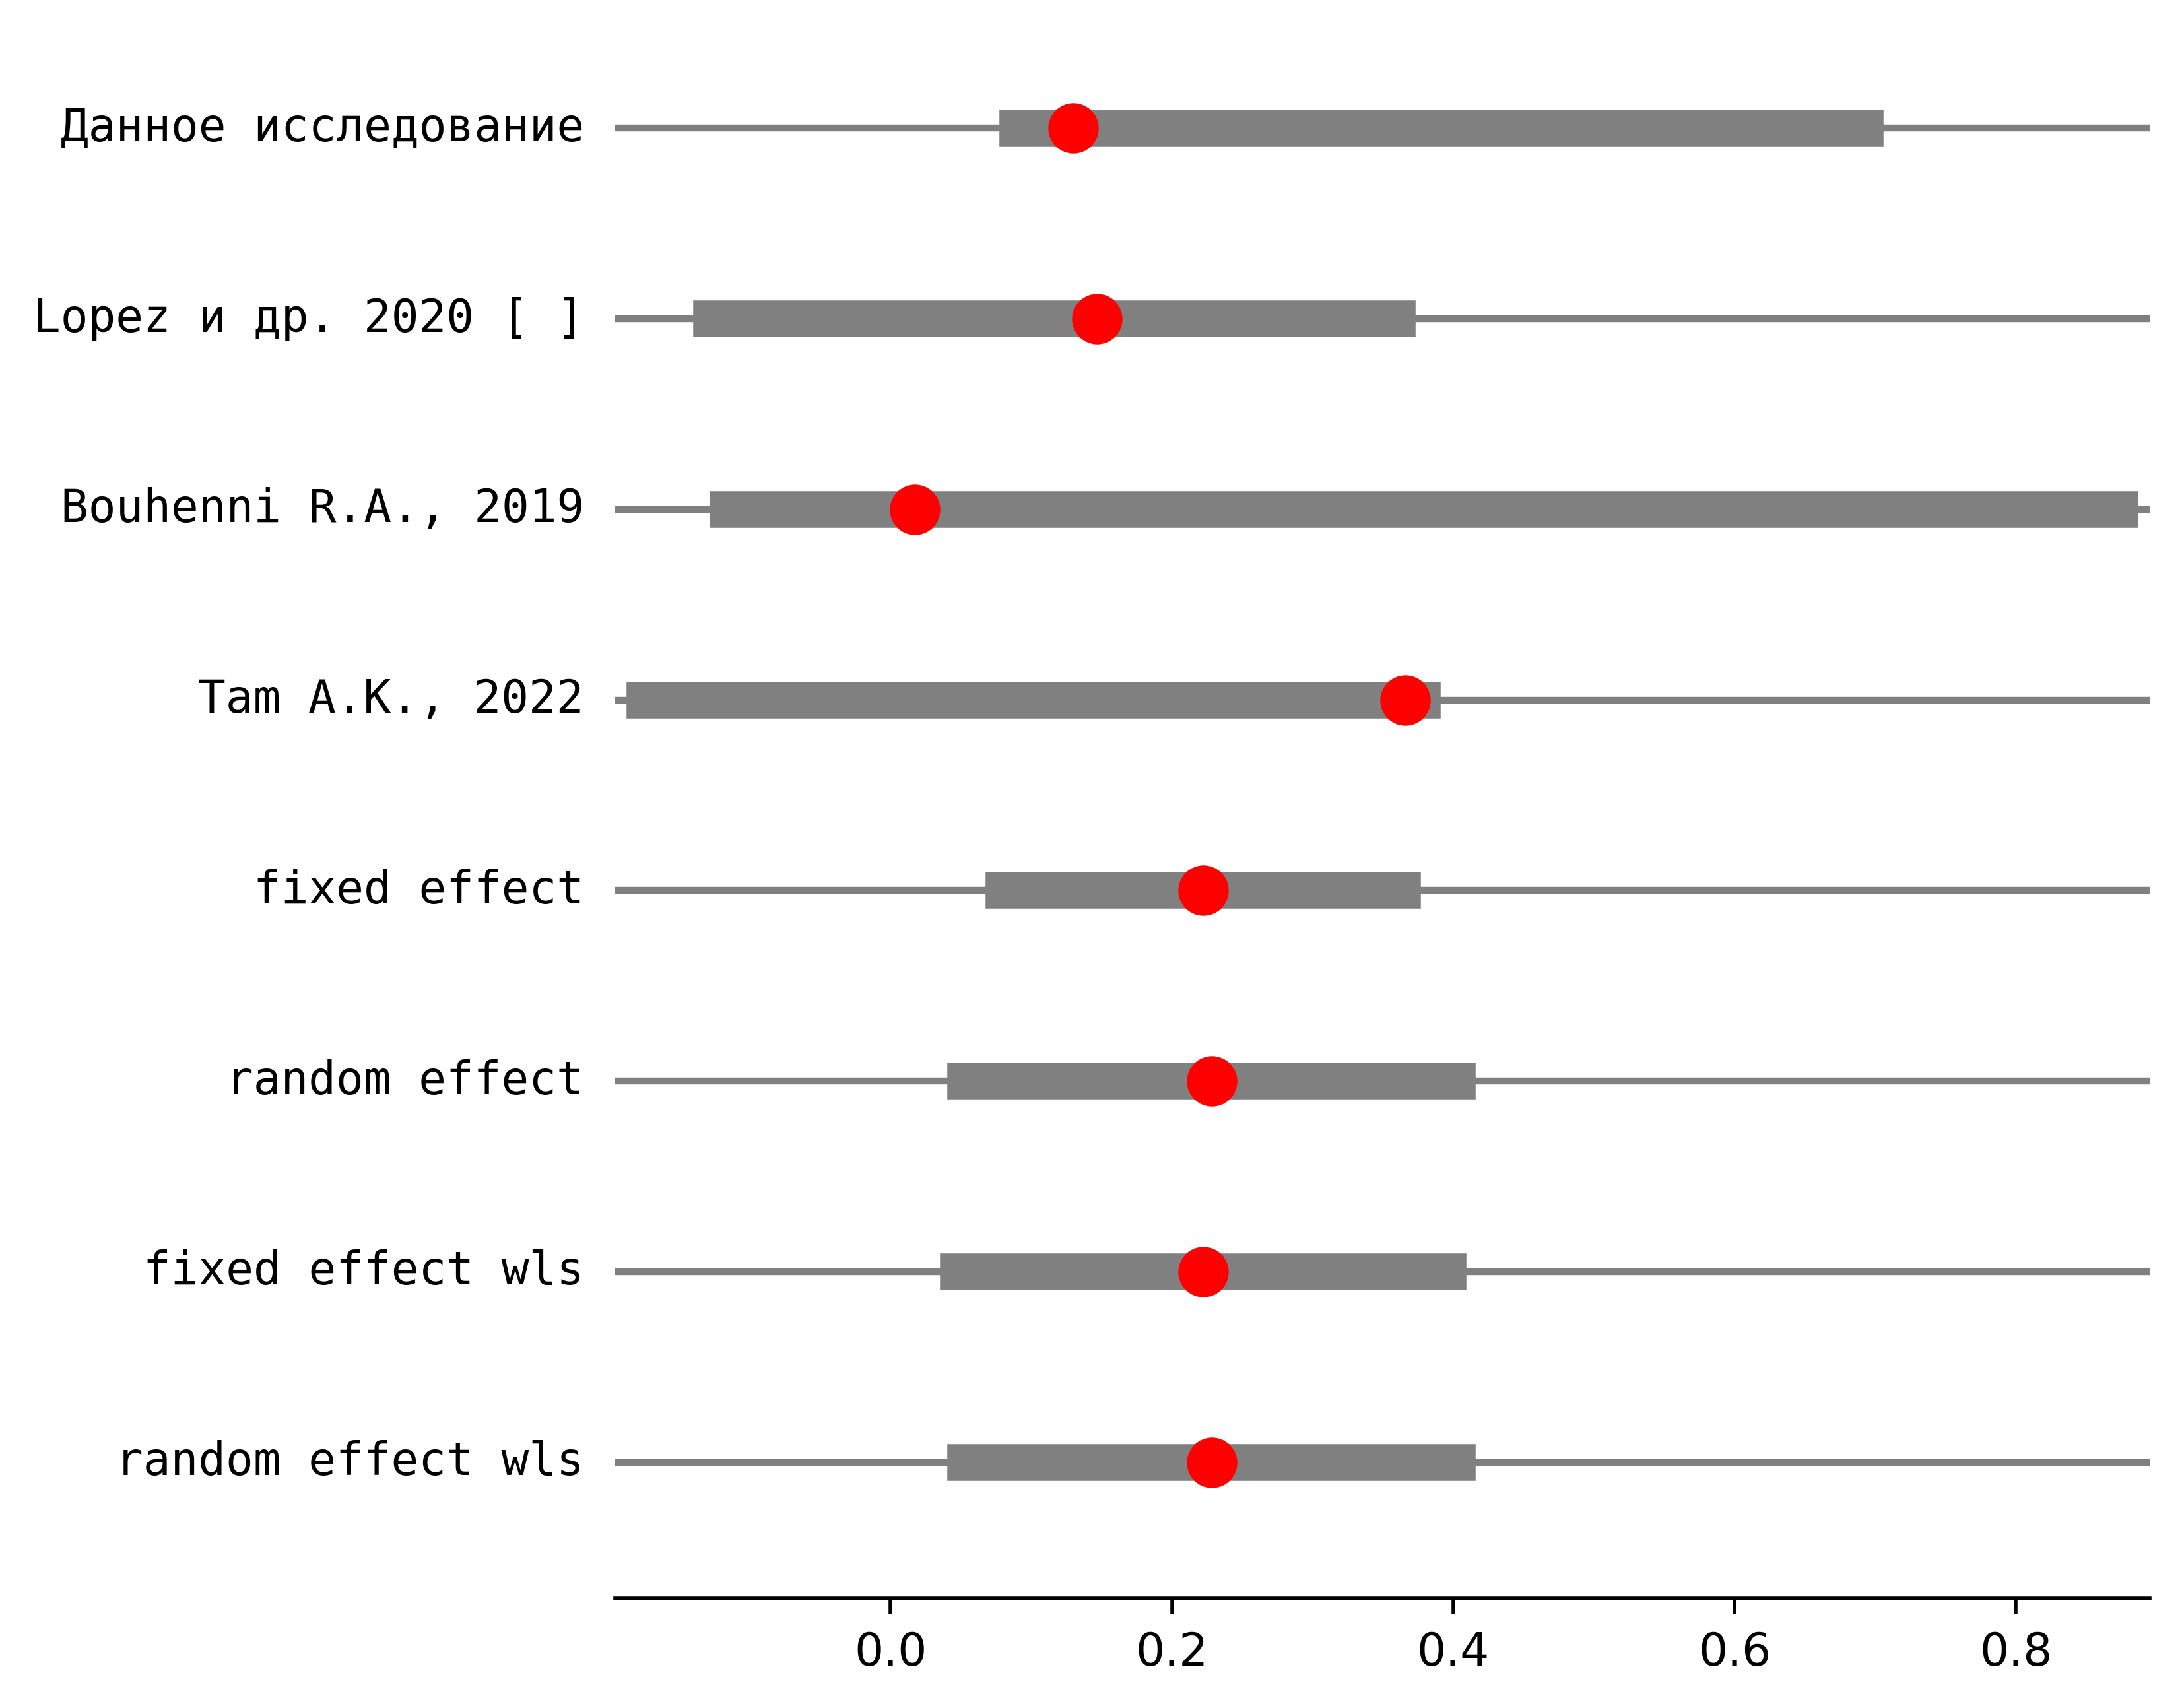 Данное исследование
Lopez и др. 2020 [ ]
Bouhenni R.A., 2019
Tam A.K., 2022
fixed effect
random effect
fixed effect wls
random effect wls
0.0 0.2 0.4 0.6 0.8